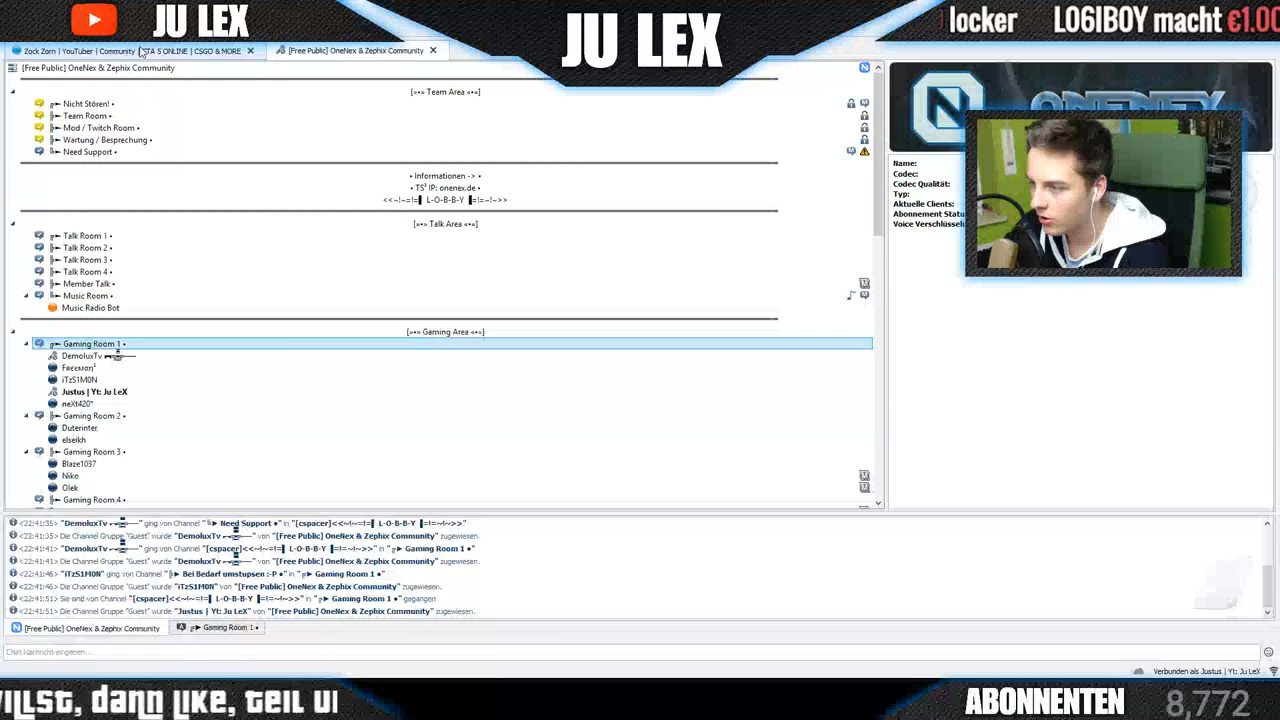 JU LEX
JU LEX
locker LO6IBOY macht €1.00
Zock Zorn | YouTuber | Community | GTA 5 ONLINE | CSGO & MORE
[Free Public] OneNex & Zephix Community
[Free Public] OneNex & Zephix Community
[»•» Team Area «•«]
Nicht Stören! •
Team Room •
Mod / Twitch Room •
Wartung / Besprechung •
Need Support •
• Informationen -> •
• TS³ IP: onenex.de •
<<~!~=!=▌ L-O-B-B-Y ▐=!=~!~>>
[»•» Talk Area «•«]
Talk Room 1 •
Talk Room 2 •
Talk Room 3 •
Talk Room 4 •
Member Talk •
Music Room •
Music Radio Bot
[»•» Gaming Area «•«]
Gaming Room 1 •
DemoluxTv
Freeмαη²
iTzS1M0N
Justus | Yt: Ju LeX
neXt420*
Gaming Room 2 •
Duterinter
elseikh
Gaming Room 3 •
Blaze1037
Niko
Olek
Gaming Room 4 •
ONENEX
Name:
Codec:
Codec Qualität:
Typ:
Aktuelle Clients:
Abonnement Statu
Voice Verschlüssel
<22:41:35> "DemoluxTv" ging von Channel "╚► Need Support •" in "[cspacer]<<~!~=!=▌ L-O-B-B-Y ▐=!=~!~>>"
<22:41:35> Die Channel Gruppe "Guest" wurde "DemoluxTv" von "[Free Public] OneNex & Zephix Community" zugewiesen.
<22:41:41> "DemoluxTv" ging von Channel "[cspacer]<<~!~=!=▌ L-O-B-B-Y ▐=!=~!~>>" in "╔► Gaming Room 1 •"
<22:41:41> Die Channel Gruppe "Guest" wurde "DemoluxTv" von "[Free Public] OneNex & Zephix Community" zugewiesen.
<22:41:46> "iTzS1M0N" ging von Channel "╠► Bei Bedarf umstupsen :-P •" in "╔► Gaming Room 1 •"
<22:41:46> Die Channel Gruppe "Guest" wurde "iTzS1M0N" von "[Free Public] OneNex & Zephix Community" zugewiesen.
<22:41:51> Sie sind von Channel "[cspacer]<<~!~=!=▌ L-O-B-B-Y ▐=!=~!~>>" in "╔► Gaming Room 1 •" gegangen
<22:41:51> Die Channel Gruppe "Guest" wurde "Justus | Yt: Ju LeX" von "[Free Public] OneNex & Zephix Community" zugewiesen.
[Free Public] OneNex & Zephix Community
╔► Gaming Room 1 •
Chat-Nachricht eingeben...
Verbunden als Justus | Yt: Ju LeX
willst, dann like, teil u
ABONNENTEN 8,772